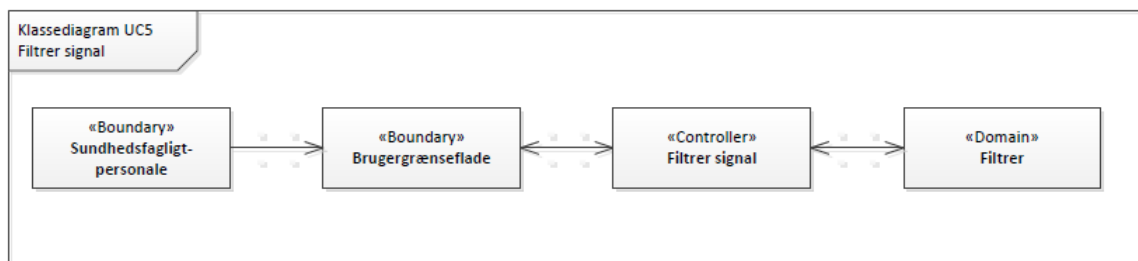 Klassediagram UC5
Filtrer signal
«Boundary»
Sundhedsfagligt-
personale
«Boundary»
Brugergrænseflade
«Controller»
Filtrer signal
«Domain»
Filtrer